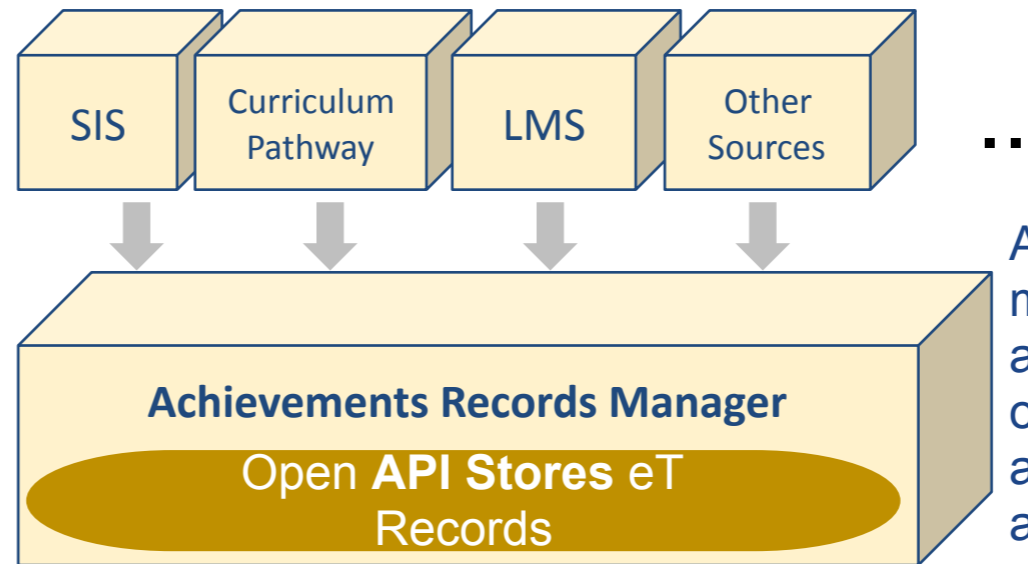 SIS
Curriculum
Pathway
LMS
Other
Sources
..
Achievements Records Manager
Open API Stores eT
Records